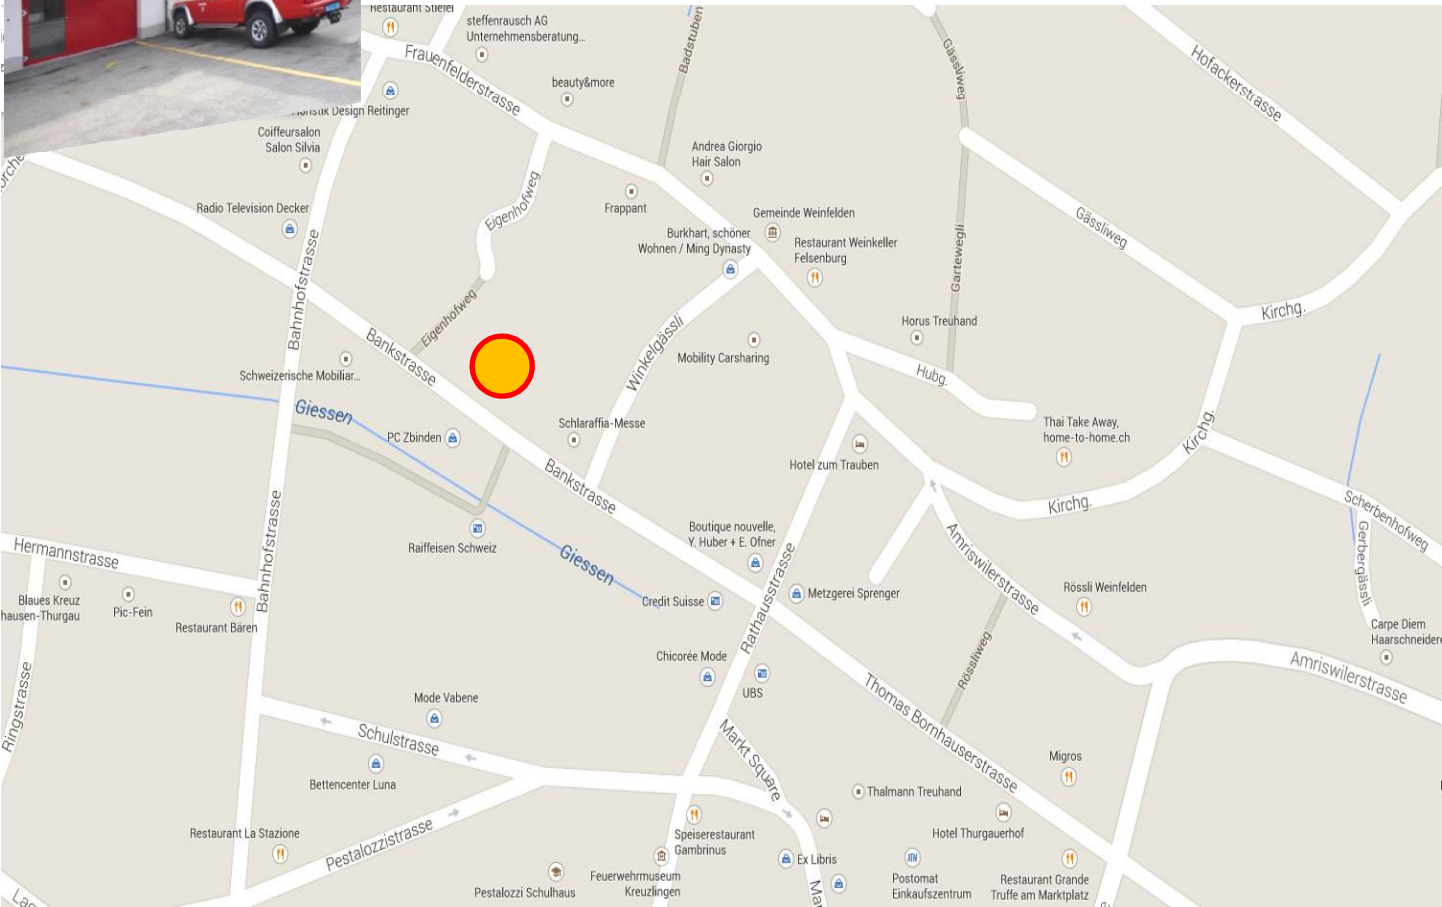 Restaurant Stiefel
steffenrausch AG
Unternehmensberatung...
Badstuben
Gässliweg
Hofackerstrasse
Frauenfelderstrasse
beauty&more
Design Reitinger
Coiffeursalon
Salon Silvia
Andrea Giorgio
Hair Salon
Radio Television Decker
Eigenhofweg
Frappant
Gemeinde Weinfelden
Burkhart, schöner
Wohnen / Ming Dynasty
Restaurant Weinkeller
Felsenburg
Gartewegli
Gässliweg
Bahnhofstrasse
Eigenhofweg
Kirchg.
Horus Treuhand
Bankstrasse
Winkelgässli
Mobility Carsharing
Schweizerische Mobiliar...
Hubg.
Giessen
PC Zbinden
Schlaraffia-Messe
Thai Take Away,
home-to-home.ch
Kirchg.
Hotel zum Trauben
Bankstrasse
Kirchg.
Scherbenhofweg
Boutique nouvelle,
Y. Huber + E. Ofner
Raiffeisen Schweiz
Giessen
Amriswilerstrasse
Gerbergässli
Hermannstrasse
Bahnhofstrasse
Blaues Kreuz
hausen-Thurgau
Pic-Fein
Restaurant Bären
Credit Suisse
Rathausstrasse
Metzgerei Sprenger
Rössli Weinfelden
Carpe Diem
Haarschneidere
Chicorée Mode
UBS
Rössliweg
Amriswilerstrasse
Ringstrasse
Mode Vabene
Thomas Bornhauserstrasse
Schulstrasse
Markt Square
Migros
Bettencenter Luna
Thalmann Treuhand
Restaurant La Stazione
Pestalozzistrasse
Speiserestaurant
Gambrinus
Hotel Thurgauerhof
Ex Libris
Pestalozzi Schulhaus
Feuerwehrmuseum
Kreuzlingen
ATM
Postomat
Einkaufszentrum
Restaurant Grande
Truffe am Marktplatz